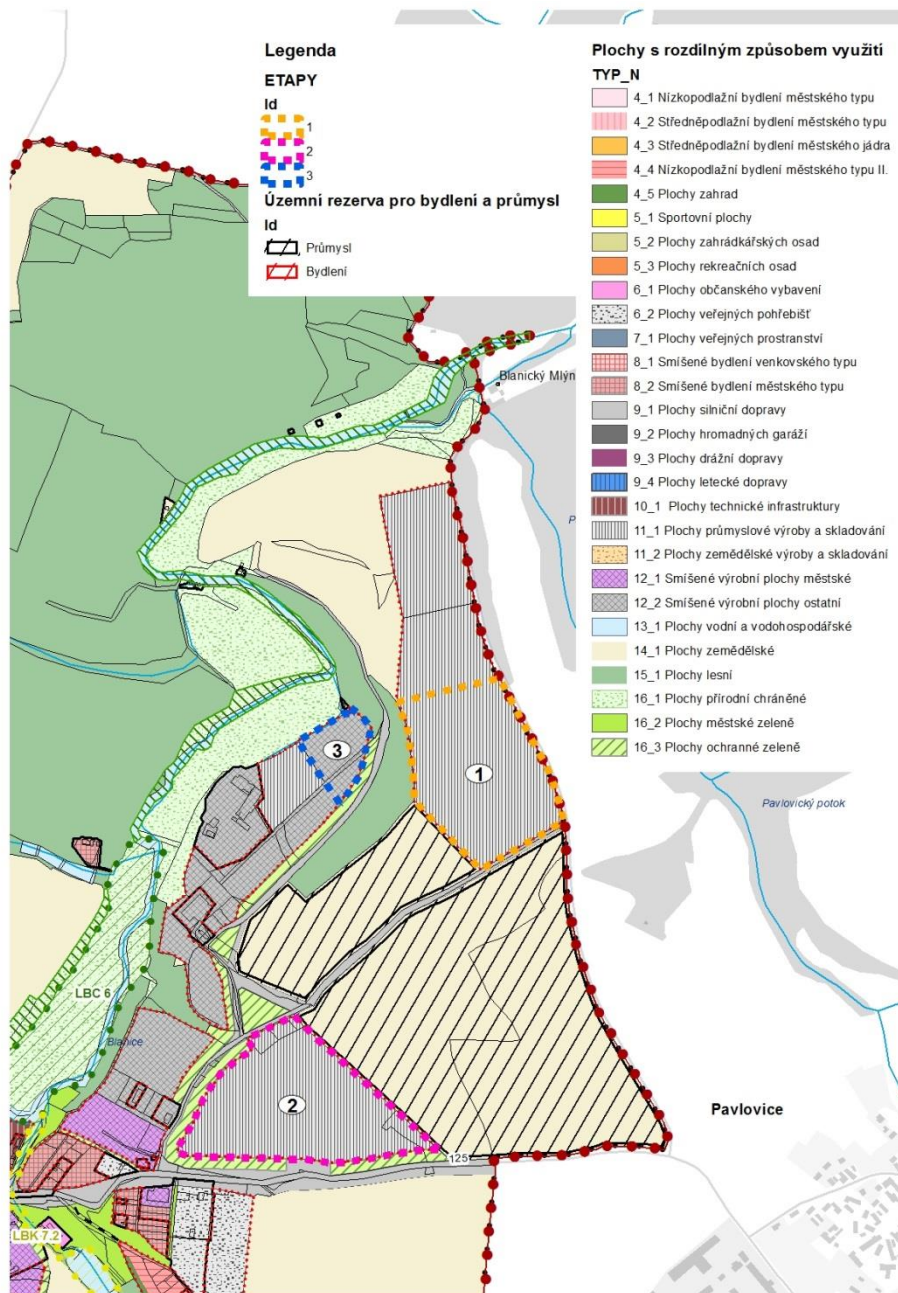 Legenda
ETAPY
Id
1
2
3
Územní rezerva pro bydlení a průmysl
Id
Průmysl
Bydlení
Plochy s rozdílným způsobem využití
TYP_N
4_1 Nízkopodlažní bydlení městského typu
4_2 Středněpodlažní bydlení městského typu
4_3 Středněpodlažní bydlení městského jádra
4_4 Nízkopodlažní bydlení městského typu II.
4_5 Plochy zahrad
5_1 Sportovní plochy
5_2 Plochy zahrádkářských osad
5_3 Plochy rekreačních osad
6_1 Plochy občanského vybavení
6_2 Plochy veřejných pohřebišť
7_1 Plochy veřejných prostranství
8_1 Smíšené bydlení venkovského typu
8_2 Smíšené bydlení městského typu
9_1 Plochy silniční dopravy
9_2 Plochy hromadných garáží
9_3 Plochy drážní dopravy
9_4 Plochy letecké dopravy
10_1 Plochy technické infrastruktury
11_1 Plochy průmyslové výroby a skladování
11_2 Plochy zemědělské výroby a skladování
12_1 Smíšené výrobní plochy městské
12_2 Smíšené výrobní plochy ostatní
13_1 Plochy vodní a vodohospodářské
14_1 Plochy zemědělské
15_1 Plochy lesní
16_1 Plochy přírodní chráněné
16_2 Plochy městské zeleně
16_3 Plochy ochranné zeleně
Blanický Mlýn
P
3
1
Pavlovický potok
LBC 6
Blanice
2
Pavlovice
125
LBK 7.2